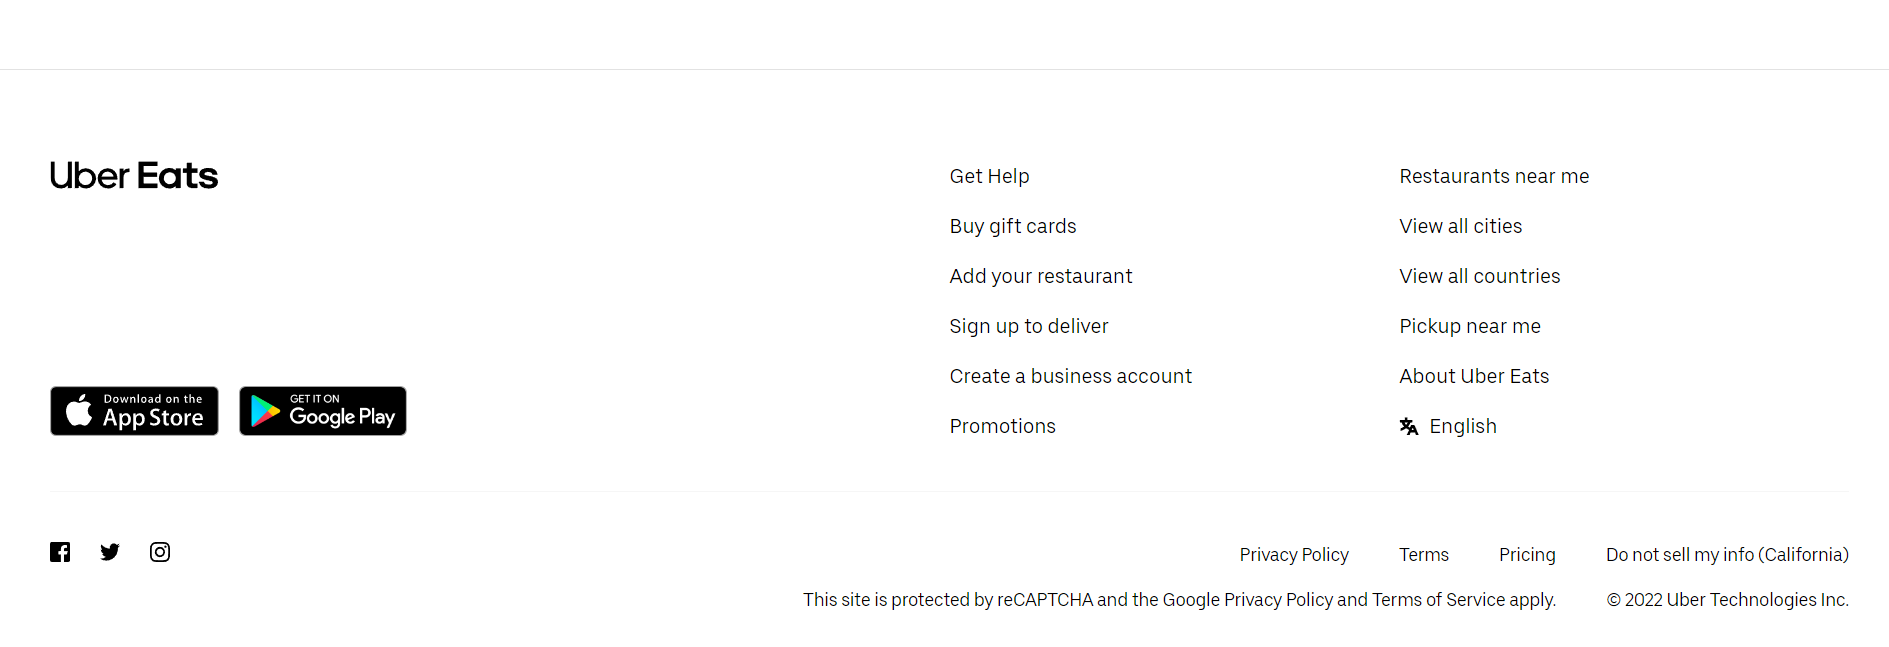 Uber Eats
Download on the
App Store
GET IT ON
Google Play
Get Help
Buy gift cards
Add your restaurant
Sign up to deliver
Create a business account
Promotions
Restaurants near me
View all cities
View all countries
Pickup near me
About Uber Eats
English
Privacy Policy
Terms
Pricing
Do not sell my info (California)
This site is protected by reCAPTCHA and the Google Privacy Policy and Terms of Service apply.
© 2022 Uber Technologies Inc.